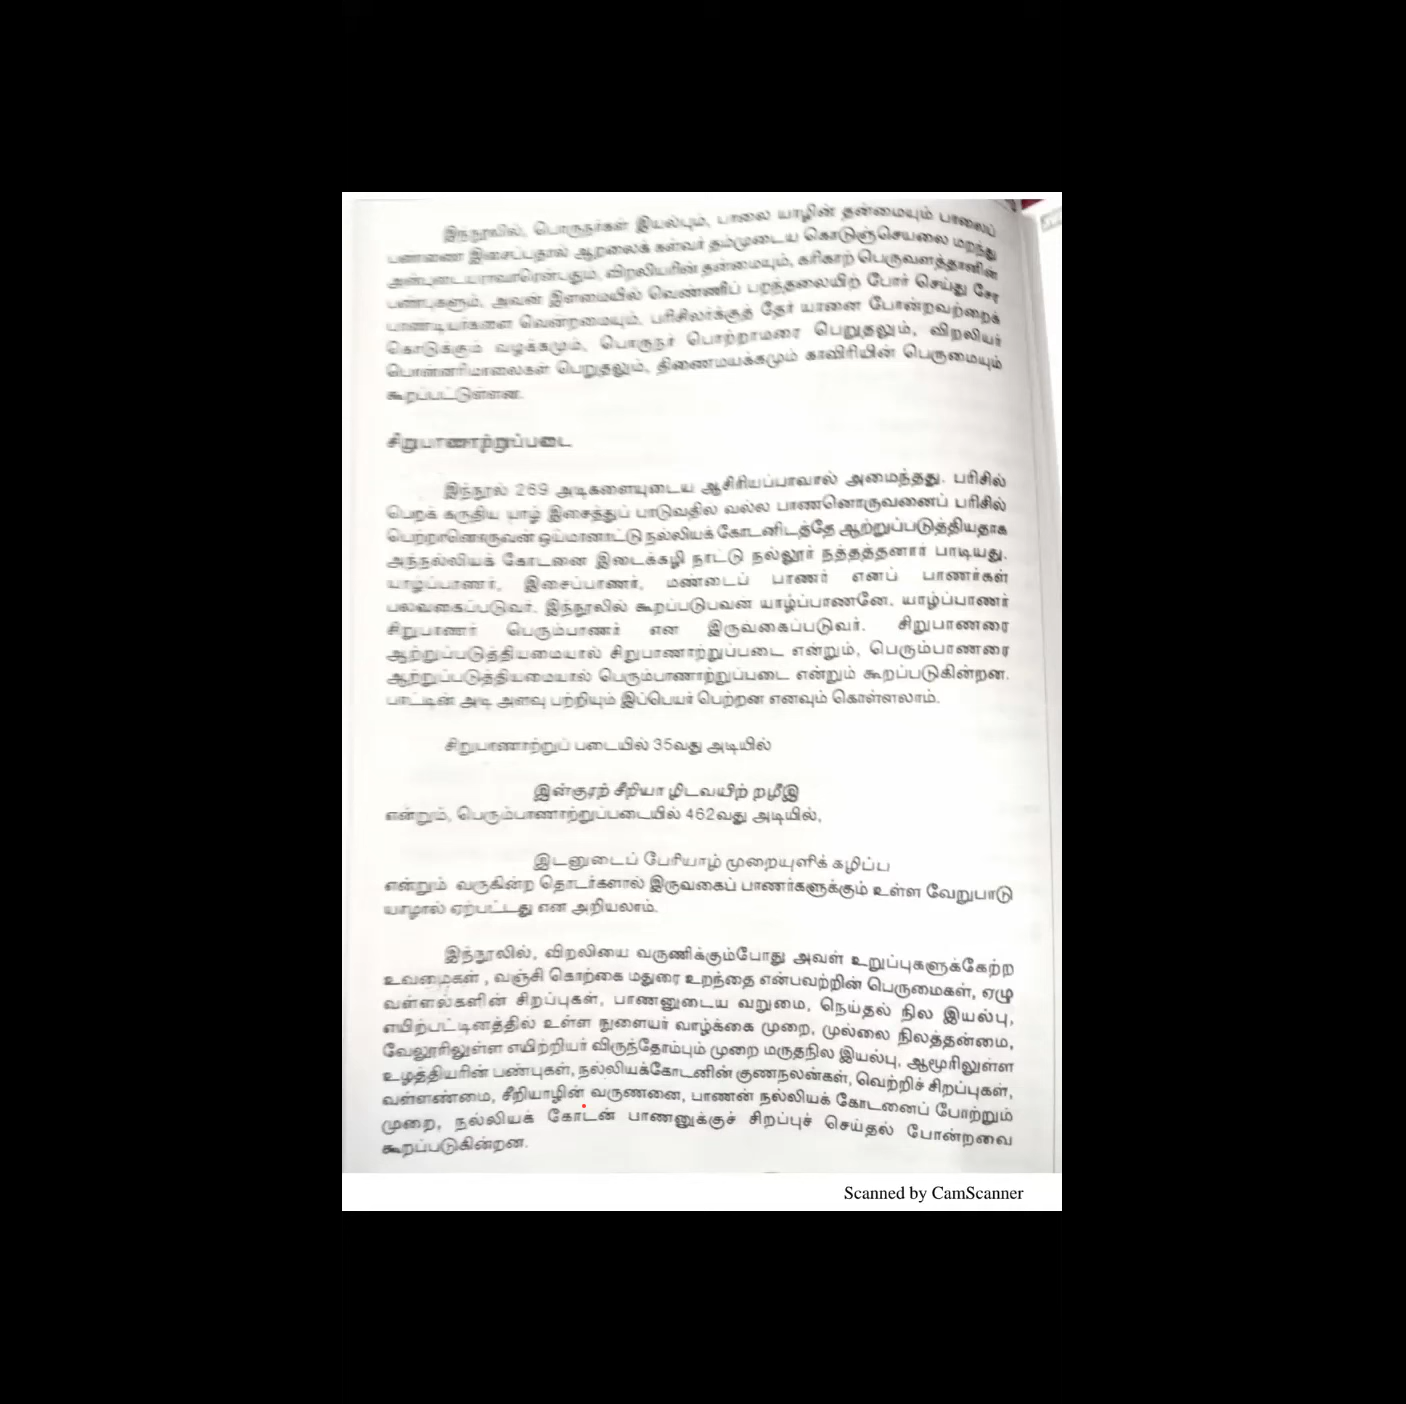 இந்நூலில், பொருநர்கள் இயல்பும், பாலை யாழின் தன்மையும் பாலைப்
பண்ணை இசைப்பதால் ஆறலைக் கள்வர் தம்முடைய கொடுஞ்செயலை மறந்து
அன்புடையராவாரென்பதும், விறலியரின் தன்மையும், கரிகாற் பெருவளத்தானின்
பண்புகளும், அவன் இளமையில் வெண்ணிப் பறந்தலையிற் போர் செய்து சேர
பாண்டியர்களை வென்றமையும், பரிசிலர்க்குத் தேர் யானை போன்றவற்றைக்
கொடுக்கும் வழக்கமும், பொருநர் பொற்றாமரை பெறுதலும், விறலியர்
பொன்னரிமாலைகள் பெறுதலும், திணைமயக்கமும் காவிரியின் பெருமையும்
கூறப்பட்டுள்ளன.
சிறுபாணாற்றுப்படை
இந்நூல் 269 அடிகளையுடைய ஆசிரியப்பாவால் அமைந்தது. பரிசில்
பெறக் கருதிய யாழ் இசைத்துப் பாடுவதில் வல்ல பாணனொருவனைப் பரிசில்
பெற்றானொருவன் ஒய்மானாட்டு நல்லியக் கோடனிடத்தே ஆற்றுப்படுத்தியதாக
அந்நல்லியக் கோடனை இடைக்கழி நாட்டு நல்லூர் நத்தத்தனார் பாடியது.
யாழ்ப்பாணர், இசைப்பாணர், மண்டைப் பாணர் எனப் பாணர்கள்
பலவகைப்படுவர். இந்நூலில் கூறப்படுபவன் யாழ்ப்பாணனே. யாழ்ப்பாணர்
சிறுபாணர் பெரும்பாணர் என இருவகைப்படுவர். சிறுபாணரை
ஆற்றுப்படுத்தியமையால் சிறுபாணாற்றுப்படை என்றும், பெரும்பாணரை
ஆற்றுப்படுத்தியமையால் பெரும்பாணாற்றுப்படை என்றும் கூறப்படுகின்றன.
பாட்டின் அடி அளவு பற்றியும் இப்பெயர் பெற்றன எனவும் கொள்ளலாம்.
சிறுபாணாற்றுப் படையில் 35வது அடியில்
இன்குரற் சீறியா ழிடவயிற் றழீஇ
என்றும், பெரும்பாணாற்றுப்படையில் 462வது அடியில்,
இடனுடைப் பேரியாழ் முறையுளிக் கழிப்ப
என்றும் வருகின்ற தொடர்களால் இருவகைப் பாணர்களுக்கும் உள்ள வேறுபாடு
யாழால் ஏற்பட்டது என அறியலாம்.
இந்நூலில், விறலியை வருணிக்கும்போது அவள் உறுப்புகளுக்கேற்ற
உவமைகள் , வஞ்சி கொற்கை மதுரை உறந்தை என்பவற்றின் பெருமைகள், ஏழு
வள்ளல்களின் சிறப்புகள், பாணனுடைய வறுமை, நெய்தல் நில இயல்பு,
எயிற்பட்டினத்தில் உள்ள நுளையர் வாழ்க்கை முறை, முல்லை நிலத்தன்மை,
வேலூரிலுள்ள எயிற்றியர் விருந்தோம்பும் முறை மருதநில இயல்பு, ஆமூரிலுள்ள
உழத்தியரின் பண்புகள், நல்லியக்கோடனின் குணநலன்கள், வெற்றிச் சிறப்புகள்,
வள்ளண்மை, சீறியாழின் வருணனை, பாணன் நல்லியக் கோடனைப் போற்றும்
முறை, நல்லியக் கோடன் பாணனுக்குச் சிறப்புச் செய்தல் போன்றவை
கூறப்படுகின்றன.
Scanned by CamScanner